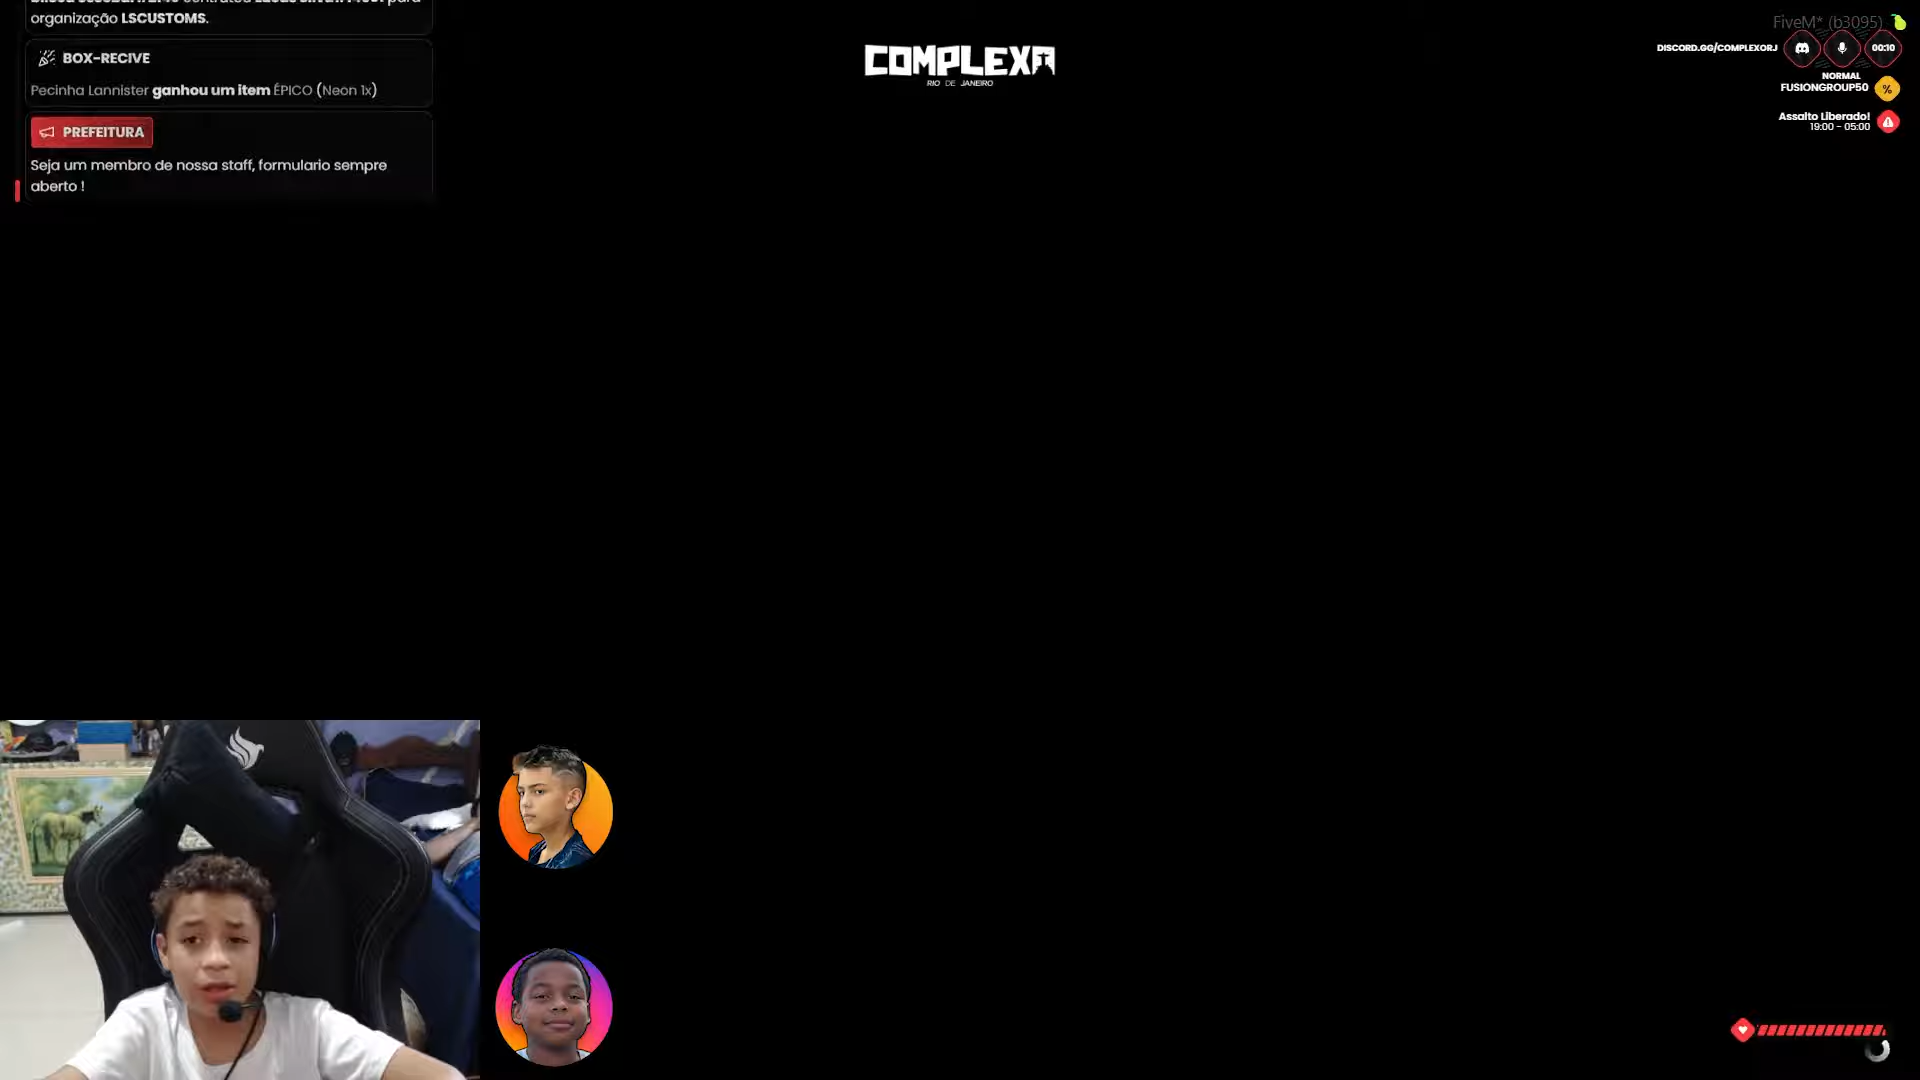 organização LSCUSTOMS.
BOX-RECIVE
Pecinha Lannister ganhou um item ÉPICO (Neon 1x)
PREFEITURA
Seja um membro de nossa staff, formulario sempre
aberto !
COMPLEXO
RIO DE JANEIRO
FiveM* (b3095)
DISCORD.GG/COMPLEXORJ
00:10
NORMAL
FUSIONGROUP50
%
Assalto Liberado!
19:00 - 05:00